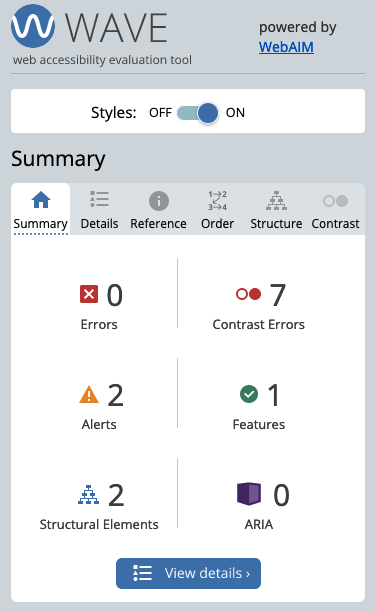 WAVE
web accessibility evaluation tool
powered by
WebAIM
Styles: OFF ON
Summary
Summary Details Reference Order Structure Contrast
0
Errors
7
Contrast Errors
2
Alerts
1
Features
2
Structural Elements
0
ARIA
View details ›